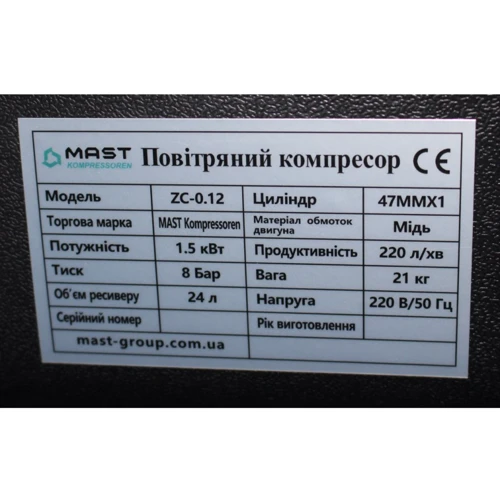 MAST
KOMPRESSOREN
Повітряний компресор CE
Модель ZC-0.12 Циліндр 47MMX1
Торгова марка MAST Kompressoren Матеріал обмоток двигуна Мідь
Потужність 1.5 кВт Продуктивність 220 л/хв
Тиск 8 Бар Вага 21 кг
Об'єм ресиверу 24 л Напруга 220 В/50 Гц
Серійний номер Рік виготовлення
mast-group.com.ua